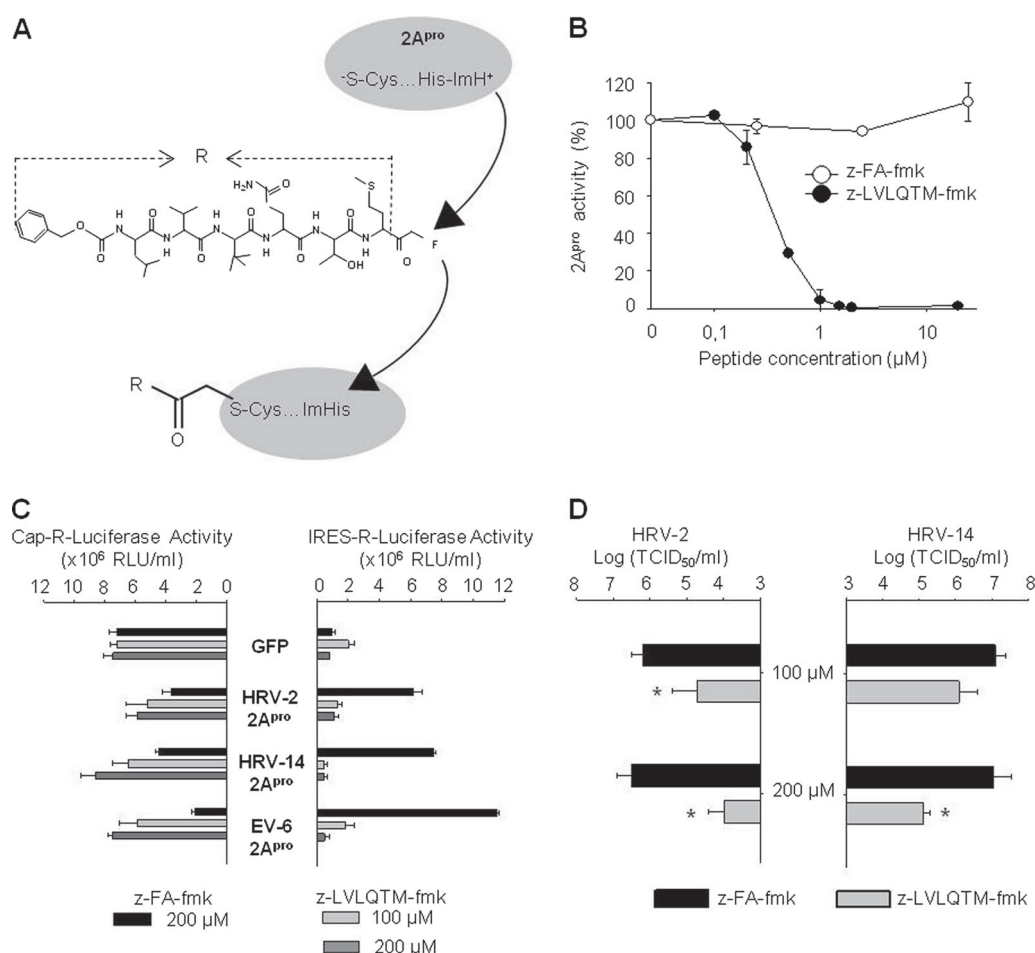 A
2Apro
-S-Cys...His-ImH+
R
H2N
O
S
O
H
N
O
N
H
O
H
N
O
N
H
O
H
N
O
OH
N
H
O
F
R
O
S-Cys...ImHis
B
2Apro activity (%)
120
100
80
60
40
20
0
0 0,1 1 10
Peptide concentration (µM)
z-FA-fmk
z-LVLQTM-fmk
C
Cap-R-Luciferase Activity
(x10⁶ RLU/ml)
12 10 8 6 4 2 0
IRES-R-Luciferase Activity
(x10⁶ RLU/ml)
0 2 4 6 8 10 12
GFP
HRV-2
2Apro
HRV-14
2Apro
EV-6
2Apro
z-FA-fmk
200 µM
z-LVLQTM-fmk
100 µM
200 µM
D
HRV-2
Log (TCID₅₀/ml)
8 7 6 5 4 3
HRV-14
Log (TCID₅₀/ml)
3 4 5 6 7 8
100 µM
*
200 µM
* *
z-FA-fmk z-LVLQTM-fmk